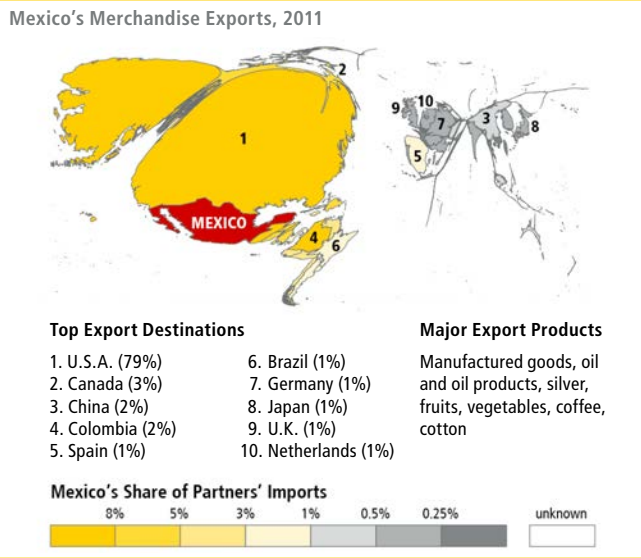 Mexico's Merchandise Exports, 2011
2
9
10
7
3
8
1
5
MEXICO
4
6
Top Export Destinations
1. U.S.A. (79%)
2. Canada (3%)
3. China (2%)
4. Colombia (2%)
5. Spain (1%)
6. Brazil (1%)
7. Germany (1%)
8. Japan (1%)
9. U.K. (1%)
10. Netherlands (1%)
Major Export Products
Manufactured goods, oil
and oil products, silver,
fruits, vegetables, coffee,
cotton
Mexico's Share of Partners' Imports
8% 5% 3% 1% 0.5% 0.25% unknown